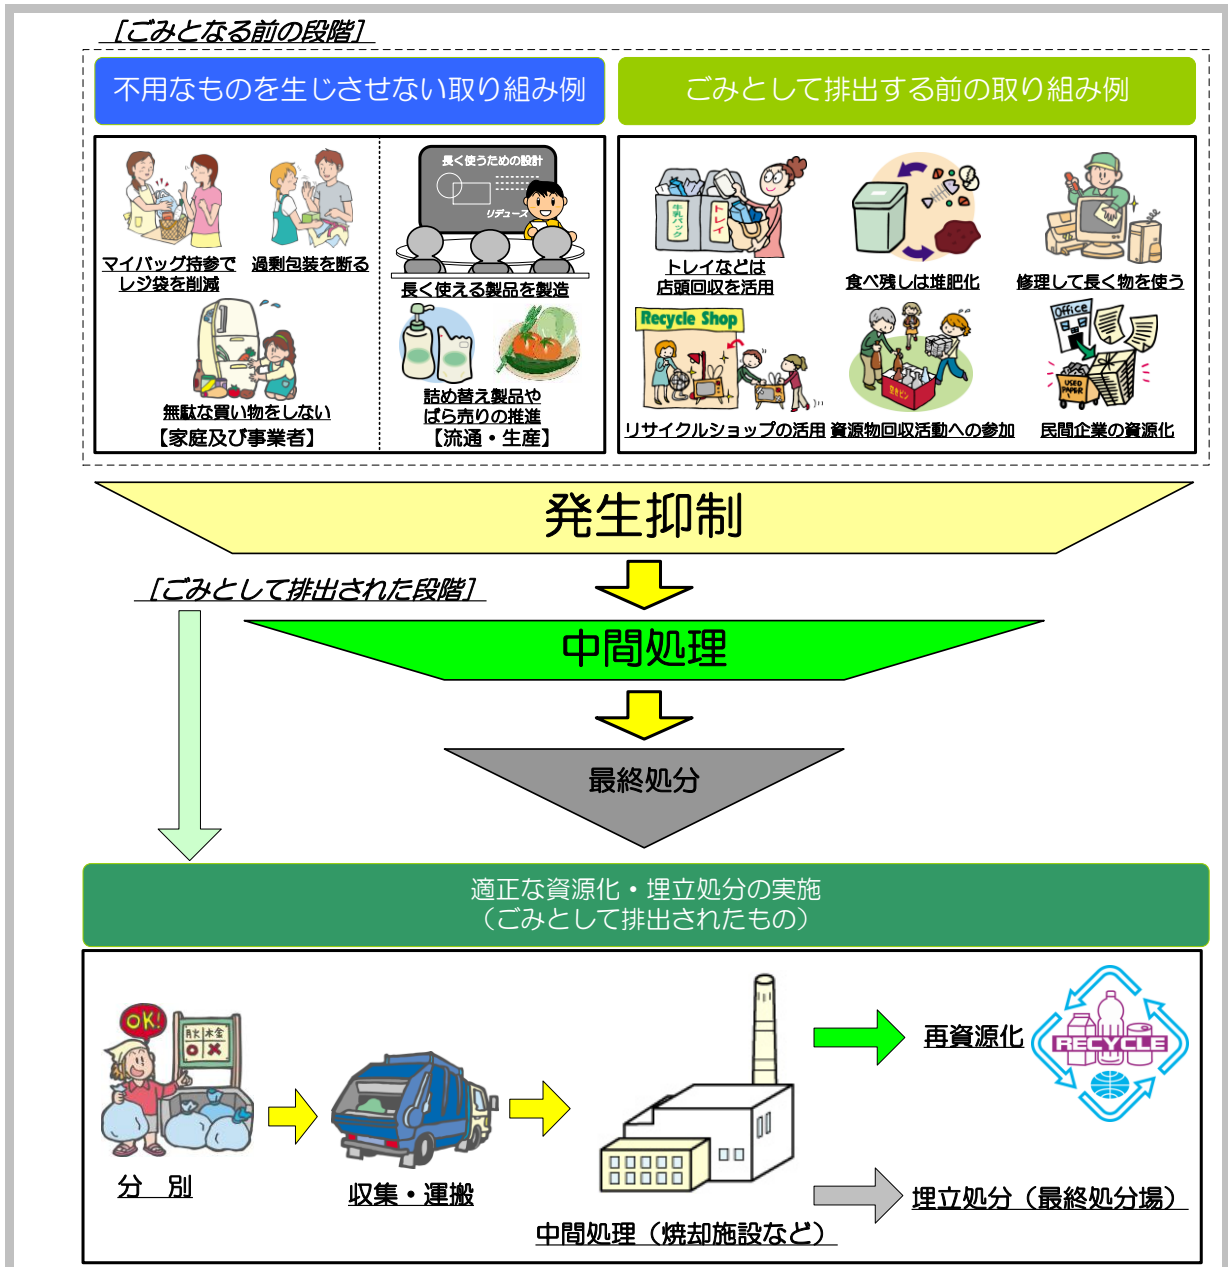 ［ごみとなる前の段階］
不用なものを生じさせない取り組み例
ごみとして排出する前の取り組み例
マイバッグ持参で
レジ袋を削減
過剰包装を断る
長く使うための設計
リデュース
長く使える製品を製造
無駄な買い物をしない
【家庭及び事業者】
詰め替え製品や
ばら売りの推進
【流通・生産】
牛乳パック
トレイ
トレイなどは
店頭回収を活用
食べ残しは堆肥化
修理して長く物を使う
Recycle Shop
リサイクルショップの活用
空きビン
資源物回収活動への参加
Office
USED
PAPER
民間企業の資源化
発生抑制
［ごみとして排出された段階］
中間処理
最終処分
適正な資源化・埋立処分の実施
（ごみとして排出されたもの）
OK!
分　別
収集・運搬
中間処理（焼却施設など）
再資源化
RECYCLE
埋立処分（最終処分場）